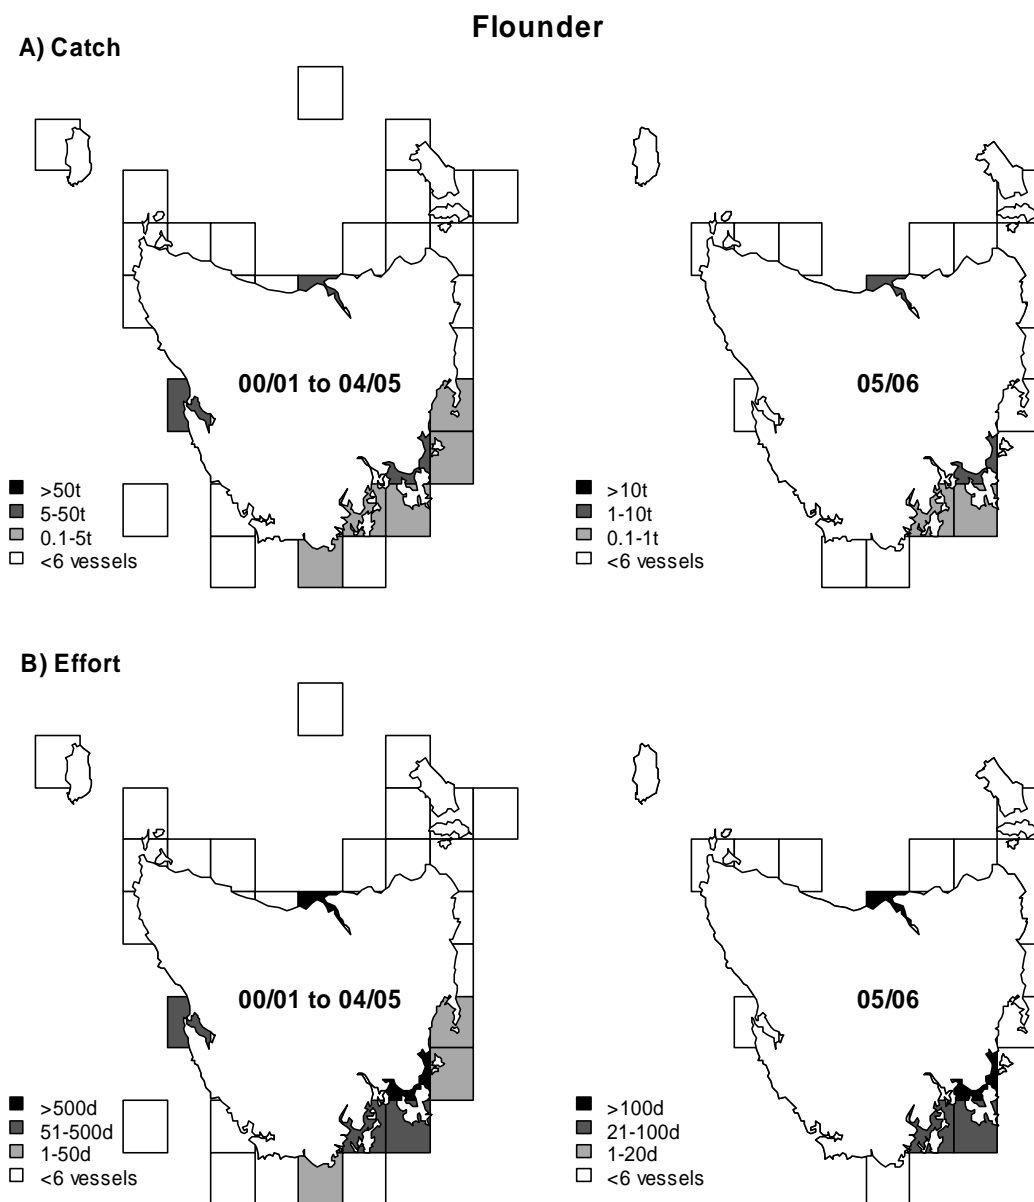 Flounder
A) Catch
00/01 to 04/05
>50t
5-50t
0.1-5t
<6 vessels
05/06
>10t
1-10t
0.1-1t
<6 vessels
B) Effort
00/01 to 04/05
>500d
51-500d
1-50d
<6 vessels
05/06
>100d
21-100d
1-20d
<6 vessels